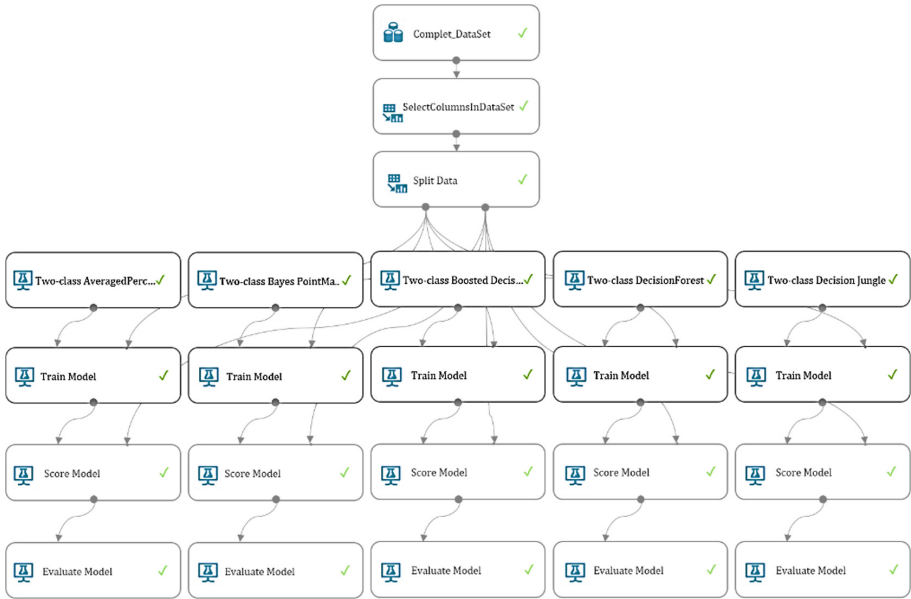 Complet_DataSet
SelectColumnsInDataSet
Split Data
Two-class AveragedPerc...
Two-class Bayes PointMa..
Two-class Boosted Decis...
Two-class DecisionForest
Two-class Decision Jungle
Train Model
Train Model
Train Model
Train Model
Train Model
Score Model
Score Model
Score Model
Score Model
Score Model
Evaluate Model
Evaluate Model
Evaluate Model
Evaluate Model
Evaluate Model